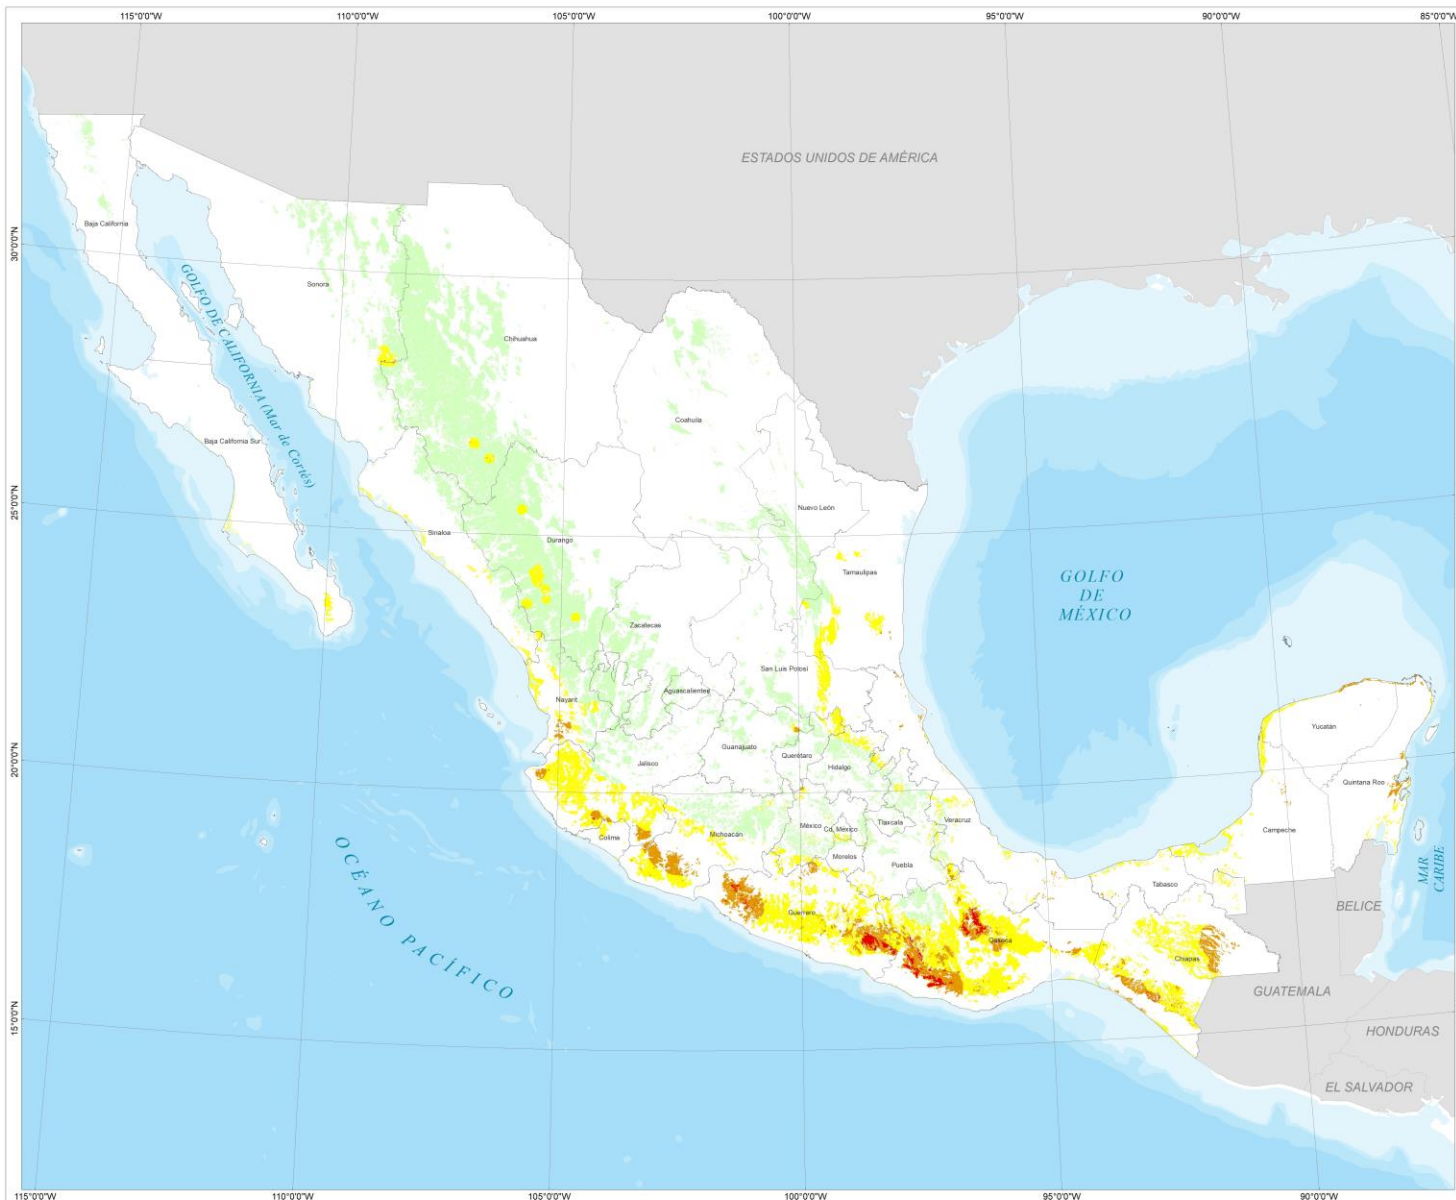 115°0'0"W
110°0'0"W
105°0'0"W
100°0'0"W
95°0'0"W
90°0'0"W
85°0'0"W
ESTADOS UNIDOS DE AMÉRICA
30°0'0"N
Baja California
Sonora
GOLFO DE CALIFORNIA (Mar de Cortés)
Chihuahua
Coahuila
Baja California Sur
25°0'0"N
Nuevo León
Sinaloa
Durango
Tamaulipas
GOLFO
DE
MÉXICO
Zacatecas
San Luis Potosí
Aguascalientes
Nayarit
Yucatán
Guanajuato
Querétaro
20°0'0"N
Jalisco
Hidalgo
Quintana Roo
México
Cd. México
Tlaxcala
Veracruz
Michoacán
Colima
Campeche
Morelos
Puebla
MAR
CARIBE
Tabasco
BELICE
Guerrero
Oaxaca
Chiapas
OCÉANO PACÍFICO
GUATEMALA
15°0'0"N
HONDURAS
EL SALVADOR
115°0'0"W
110°0'0"W
105°0'0"W
100°0'0"W
95°0'0"W
90°0'0"W